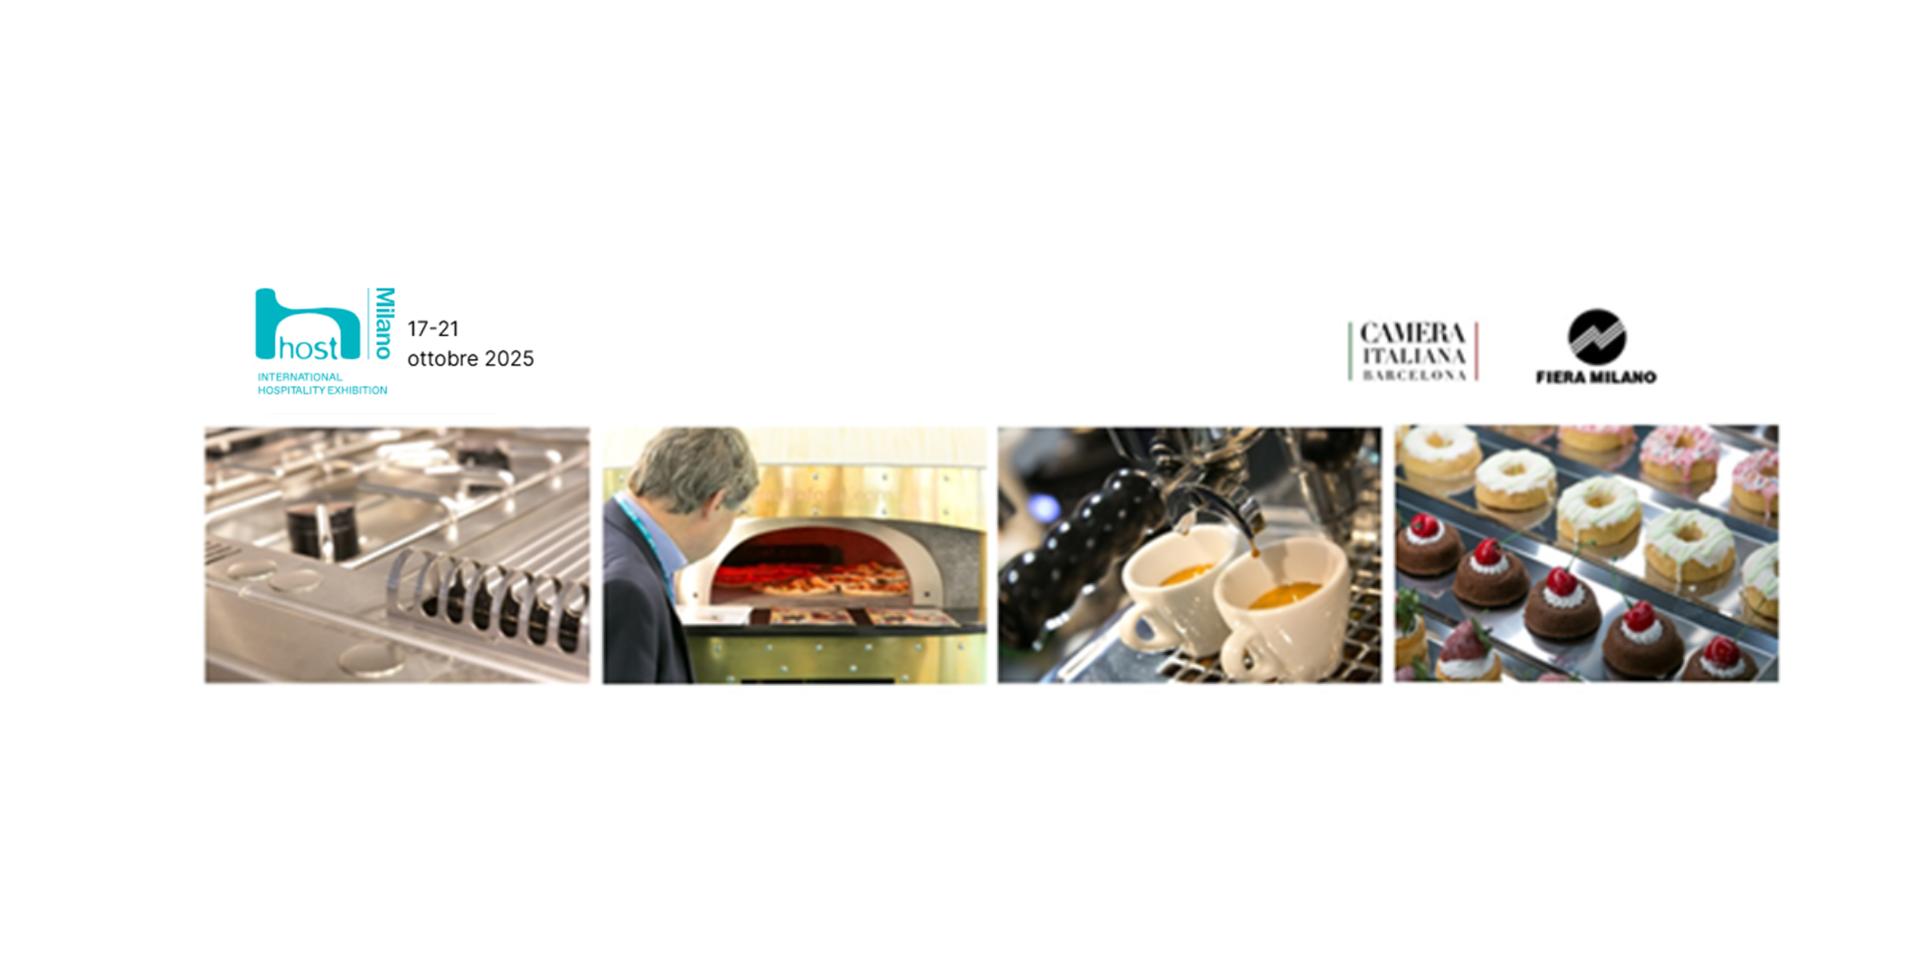 host
Milano
INTERNATIONAL
HOSPITALITY EXHIBITION
17-21
ottobre 2025
CAMERA
ITALIANA
BARCELONA
FIERA MILANO